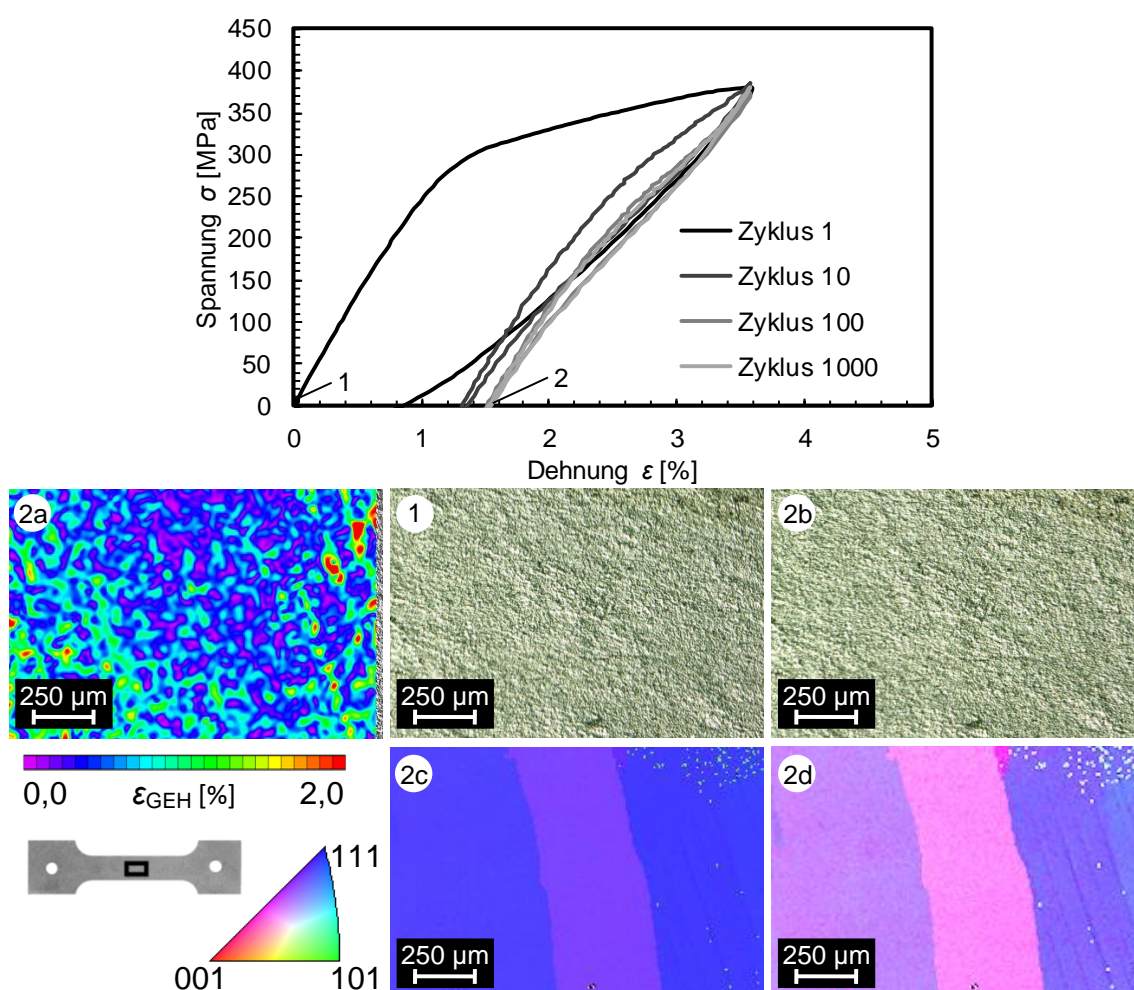 450
400
350
300
250
200
150
100
50
0
Spannung σ [MPa]
Zyklus 1
Zyklus 10
Zyklus 100
Zyklus 1000
1
2
0 1 2 3 4 5
Dehnung ε [%]
2a
250 µm
1
250 µm
2b
250 µm
0,0 εGEH [%] 2,0
111
001 101
2c
250 µm
2d
250 µm